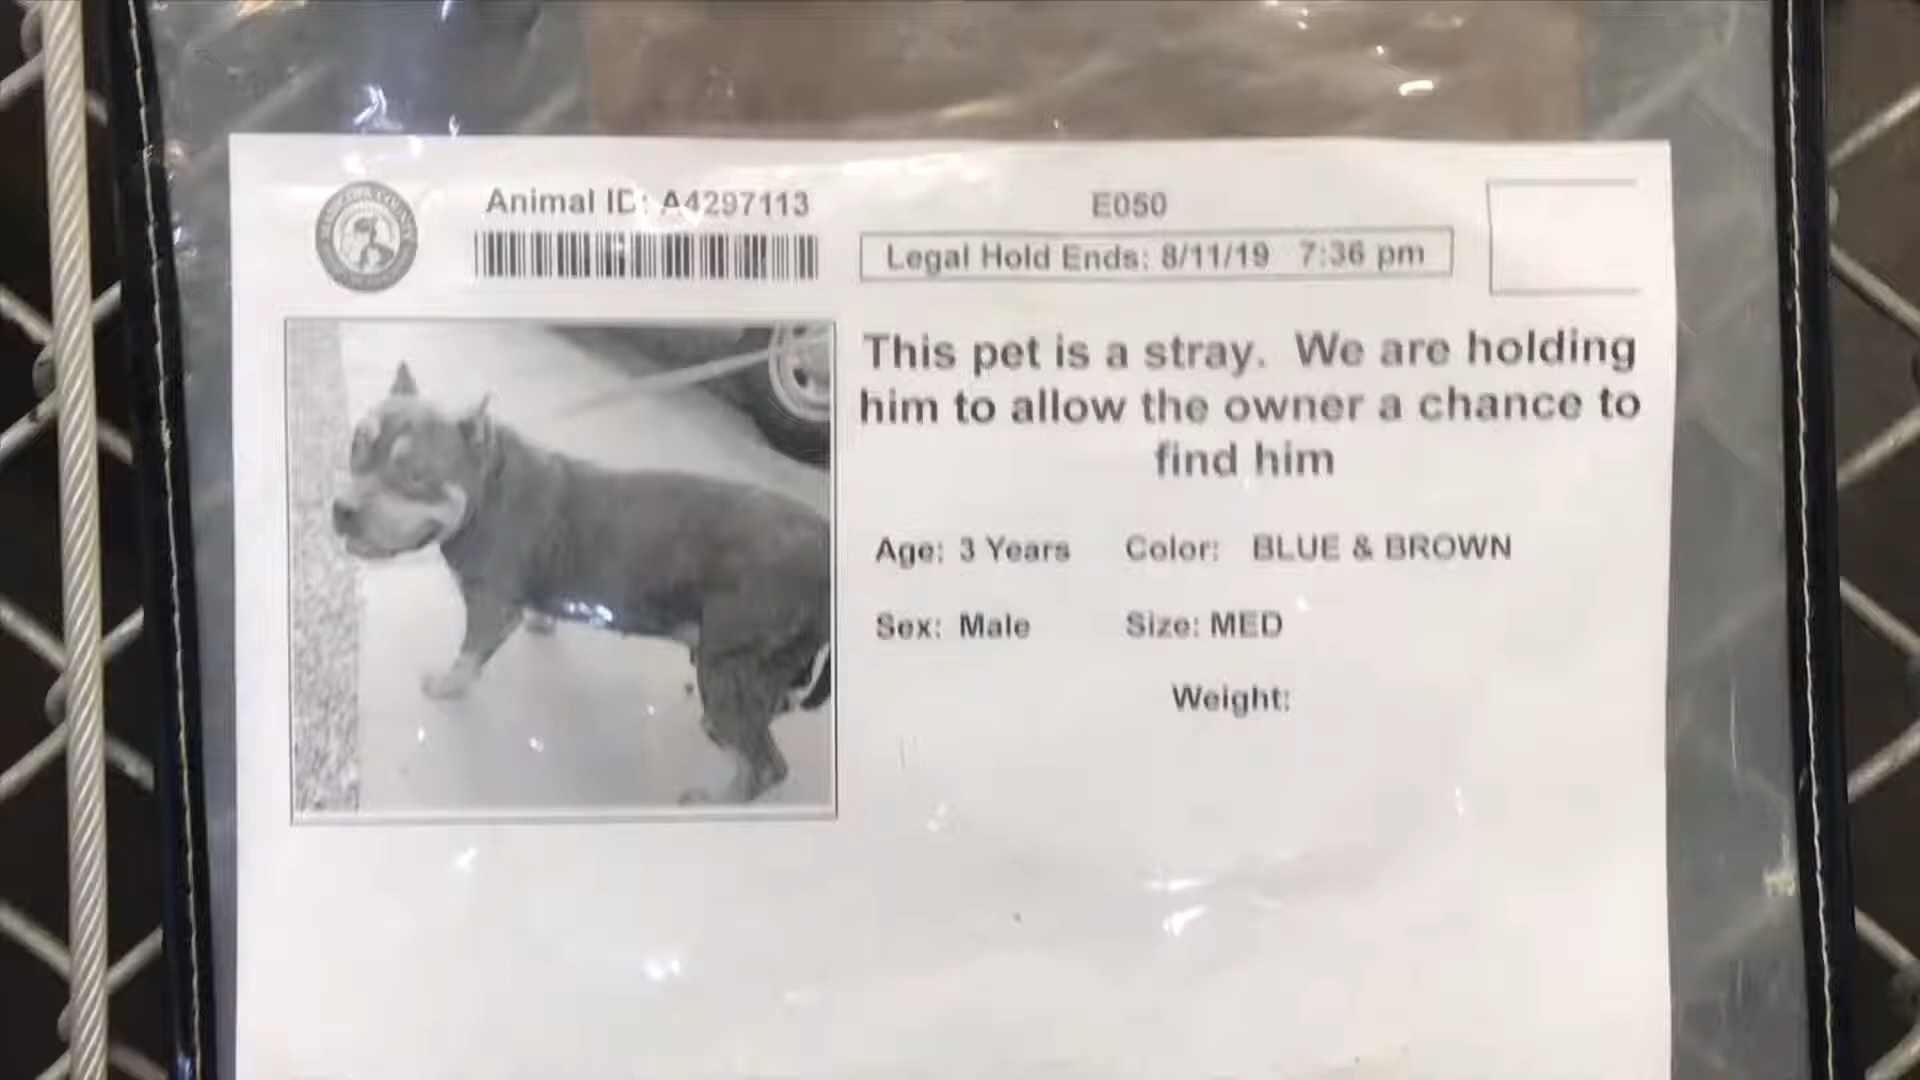 Animal ID: A4297113
E050
Legal Hold Ends: 8/11/19 7:36 pm
This pet is a stray. We are holding
him to allow the owner a chance to
find him
Age: 3 Years Color: BLUE & BROWN
Sex: Male Size: MED
Weight: